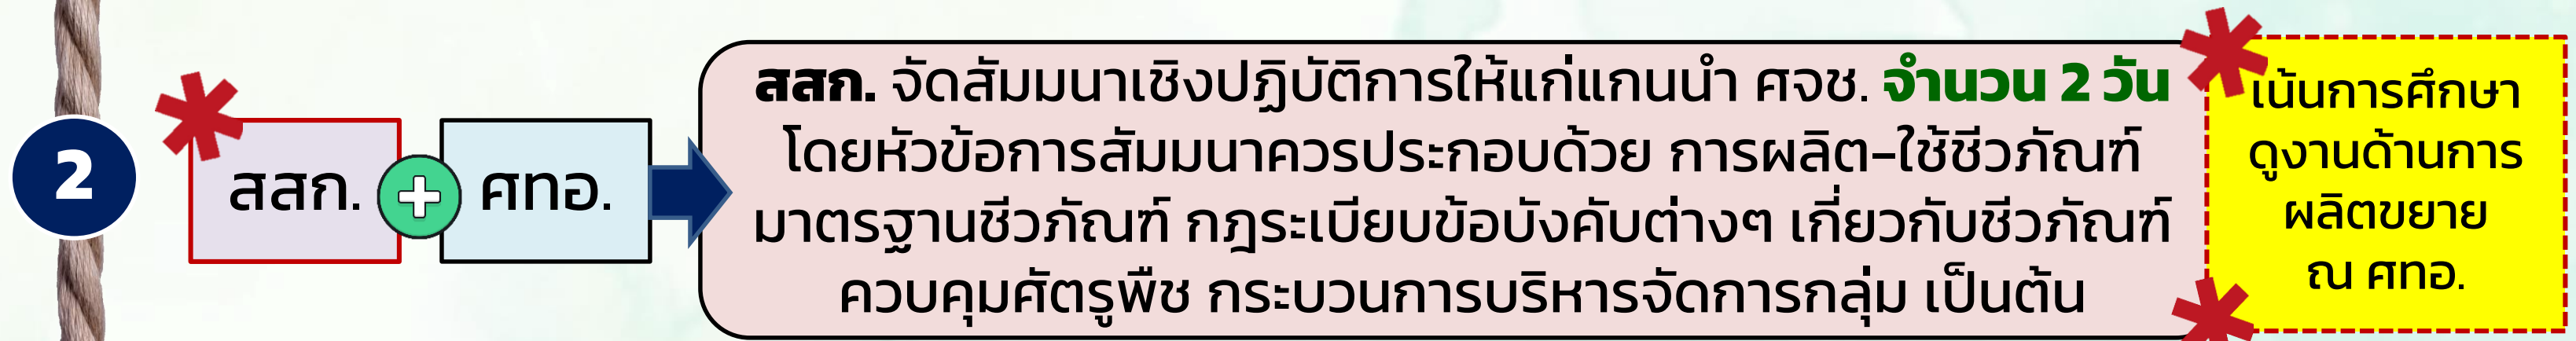 2
สสก.
ศทอ.
สสก. จัดสัมมนาเชิงปฏิบัติการให้แก่แกนนำ ศจช. จำนวน 2 วัน
โดยหัวข้อการสัมมนาควรประกอบด้วย การผลิต-ใช้ชีวภัณฑ์
มาตรฐานชีวภัณฑ์ กฎระเบียบข้อบังคับต่างๆ เกี่ยวกับชีวภัณฑ์
ควบคุมศัตรูพืช กระบวนการบริหารจัดการกลุ่ม เป็นต้น
เน้นการศึกษา
ดูงานด้านการ
ผลิตขยาย
ณ ศทอ.